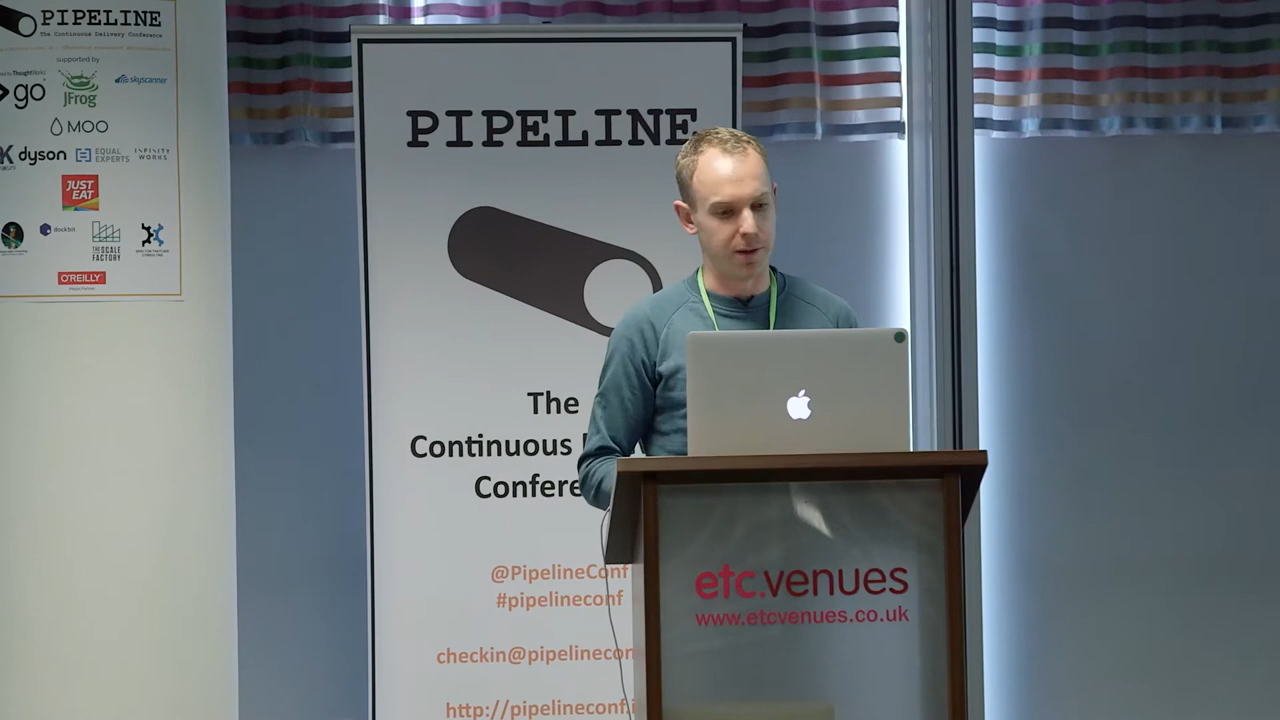 PIPELINE
The Continuous Delivery Conference
supported by
ThoughtWorks
go
JFrog
skyscanner
MOO
dyson
EQUAL EXPERTS
INFINITY WORKS
JUST EAT
dockbit
THE SCALE FACTORY
O'REILLY
PIPELINE
The
Continuous
Confere
@PipelineConf
#pipelineconf
checkin@pipelinecon
http://pipelineconf.i
etc.venues
www.etcvenues.co.uk